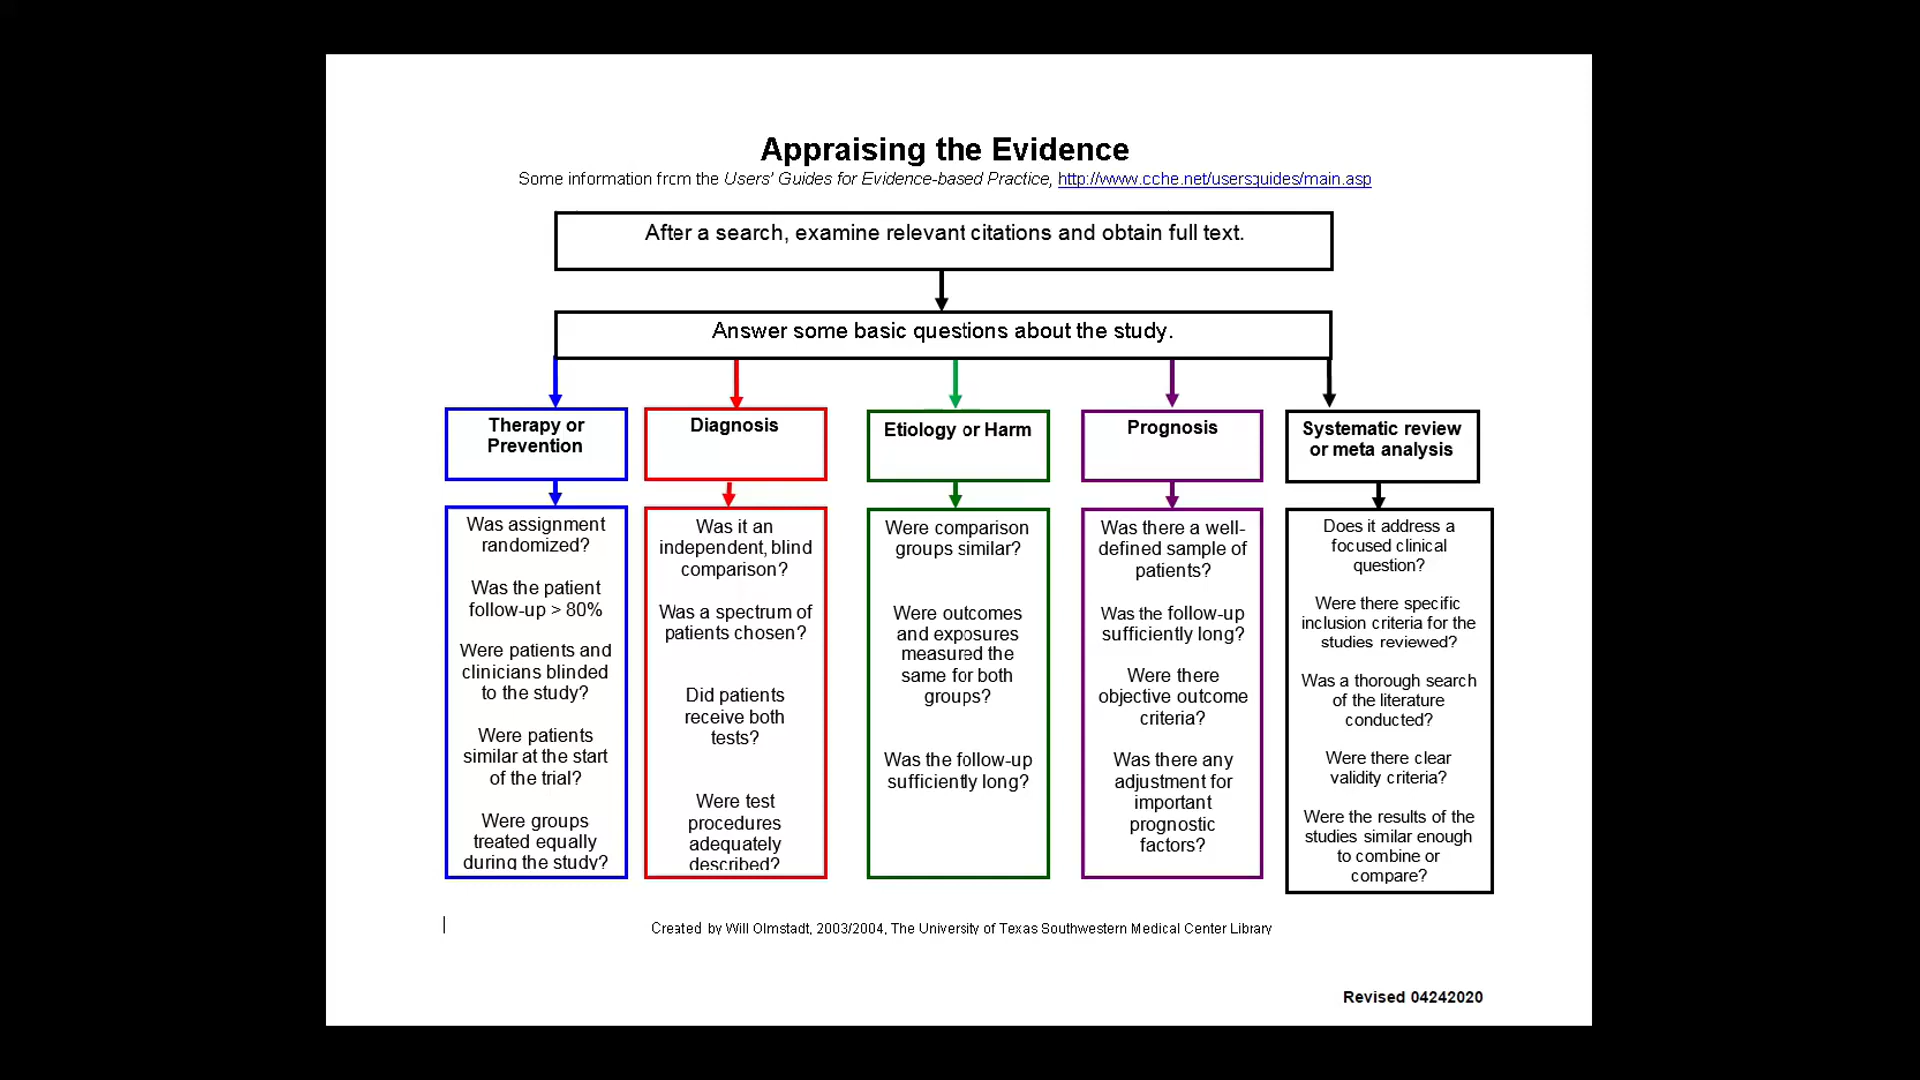 Appraising the Evidence
Some information from the Users' Guides for Evidence-based Practice, http://www.cche.net/usersguides/main.asp
After a search, examine relevant citations and obtain full text.
Answer some basic questions about the study.
Therapy or
Prevention
Was assignment
randomized?
Was the patient
follow-up > 80%
Were patients and
clinicians blinded
to the study?
Were patients
similar at the start
of the trial?
Were groups
treated equally
during the study?
Diagnosis
Was it an
independent, blind
comparison?
Was a spectrum of
patients chosen?
Did patients
receive both
tests?
Were test
procedures
adequately
described?
Etiology or Harm
Were comparison
groups similar?
Were outcomes
and exposures
measured the
same for both
groups?
Was the follow-up
sufficiently long?
Prognosis
Was there a well-
defined sample of
patients?
Was the follow-up
sufficiently long?
Were there
objective outcome
criteria?
Was there any
adjustment for
important
prognostic
factors?
Systematic review
or meta analysis
Does it address a
focused clinical
question?
Were there specific
inclusion criteria for the
studies reviewed?
Was a thorough search
of the literature
conducted?
Were there clear
validity criteria?
Were the results of the
studies similar enough
to combine or
compare?
Created by Will Olmstadt, 2003/2004, The University of Texas Southwestern Medical Center Library
Revised 04242020